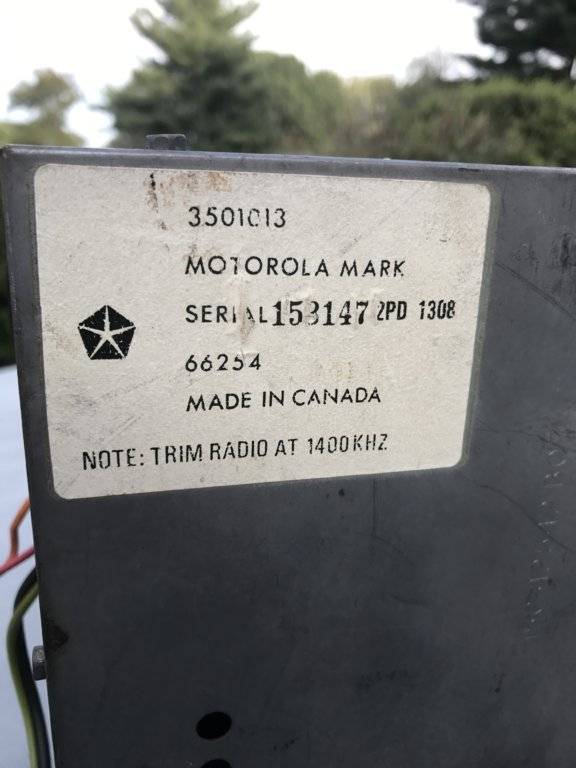 3501013
MOTOROLA MARK
SERIAL 153147 2PD 1308
66254
MADE IN CANADA
NOTE: TRIM RADIO AT 1400KHZ